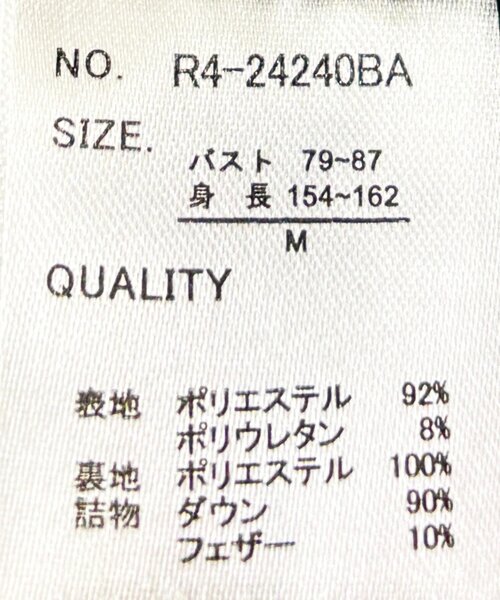 NO. R4-24240BA
SIZE.
バスト 79~87
身 長 154~162
M
QUALITY
表地 ポリエステル 92%
ポリウレタン 8%
裏地 ポリエステル 100%
詰物 ダウン 90%
フェザー 10%